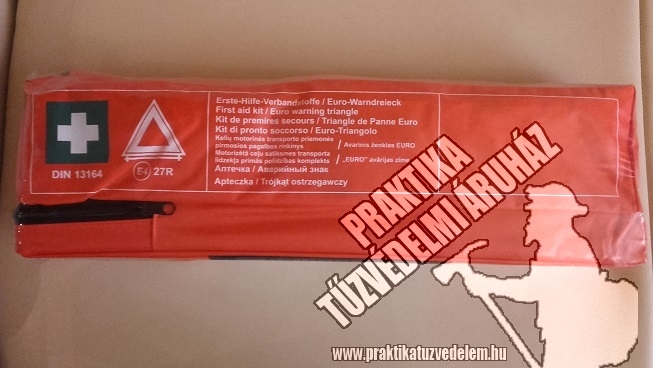 DIN 13164
E4 27R
Erste-Hilfe-Verbandstoffe / Euro-Warndreieck
First aid kit / Euro warning triangle
Kit de premires secours / Triangle de Panne Euro
Kit di pronto soccorso / Euro-Triangolo
Kelių motorinės transporto priemonės
pirmosios pagalbos rinkinys / Avarinis ženklas EURO
Motorizētā ceļu satiksmes transporta
līdzekļa primās polidzības komplekts / „EURO" avārijas zīme
Аптечка / Аварийный знак
Apteczka / Trójkąt ostrzegawczy
PRAKTIKA
TŰZVÉDELMI ÁRUHÁZ
www.praktikatuzvedelem.hu